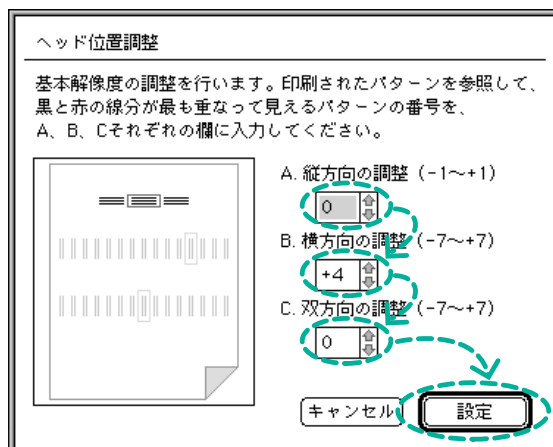 ヘッド位置調整
基本解像度の調整を行います。印刷されたパターンを参照して、
黒と赤の線分が最も重なって見えるパターンの番号を、
A、B、Cそれぞれの欄に入力してください。
A. 縦方向の調整（-1〜+1）
0
B. 横方向の調整（-7〜+7）
+4
C. 双方向の調整（-7〜+7）
0
キャンセル 設定